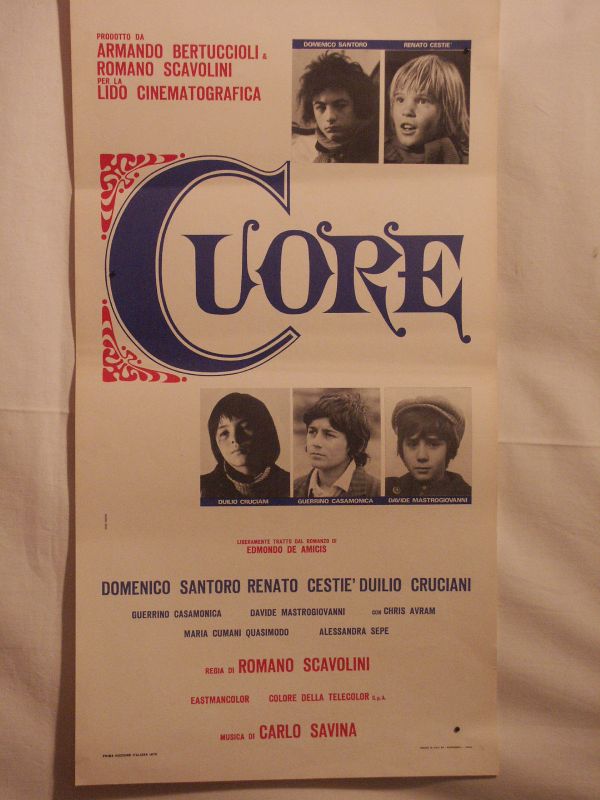 PRODOTTO DA
ARMANDO BERTUCCIOLI &
ROMANO SCAVOLINI
PER LA
LIDO CINEMATOGRAFICA
DOMENICO SANTORO
RENATO CESTIE'
CUORE
DUILIO CRUCIANI
GUERRINO CASAMONICA
DAVIDE MASTROGIOVANNI
LIBERAMENTE TRATTO DAL ROMANZO DI
EDMONDO DE AMICIS
DOMENICO SANTORO RENATO CESTIE' DUILIO CRUCIANI
GUERRINO CASAMONICA DAVIDE MASTROGIOVANNI CON CHRIS AVRAM
MARIA CUMANI QUASIMODO ALESSANDRA SEPE
REGIA DI ROMANO SCAVOLINI
EASTMANCOLOR COLORE DELLA TELECOLOR S.p.A.
MUSICA DI CARLO SAVINA
PRIMA EDIZIONE ITALIANA